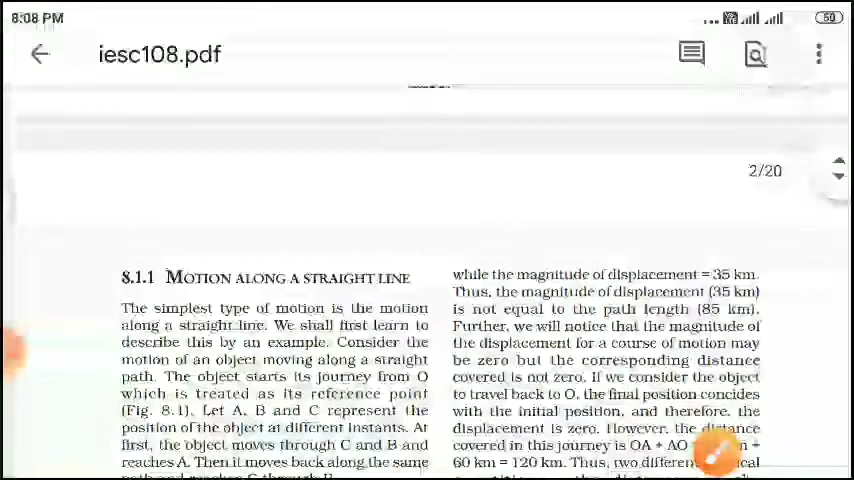 8:08 PM
50
iesc108.pdf
2/20
8.1.1 MOTION ALONG A STRAIGHT LINE
The simplest type of motion is the motion
along a straight line. We shall first learn to
describe this by an example. Consider the
motion of an object moving along a straight
path. The object starts its journey from O
which is treated as its reference point
(Fig. 8.1). Let A, B and C represent the
position of the object at different instants. At
first, the object moves through C and B and
reaches A. Then it moves back along the same
while the magnitude of displacement = 35 km.
Thus, the magnitude of displacement (35 km)
is not equal to the path length (85 km).
Further, we will notice that the magnitude of
the displacement for a course of motion may
be zero but the corresponding distance
covered is not zero. If we consider the object
to travel back to O, the final position concides
with the initial position, and therefore, the
displacement is zero. However, the distance
covered in this journey is OA + AO +
60 km = 120 km. Thus, two